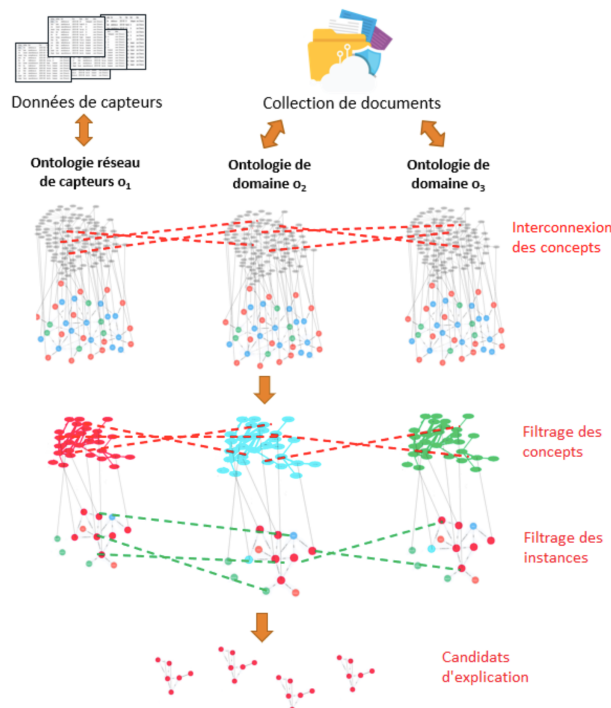 Données de capteurs
Collection de documents
Ontologie réseau
de capteurs o₁
Ontologie de
domaine o₂
Ontologie de
domaine o₃
Interconnexion
des concepts
Filtrage des
concepts
Filtrage des
instances
Candidats
d'explication